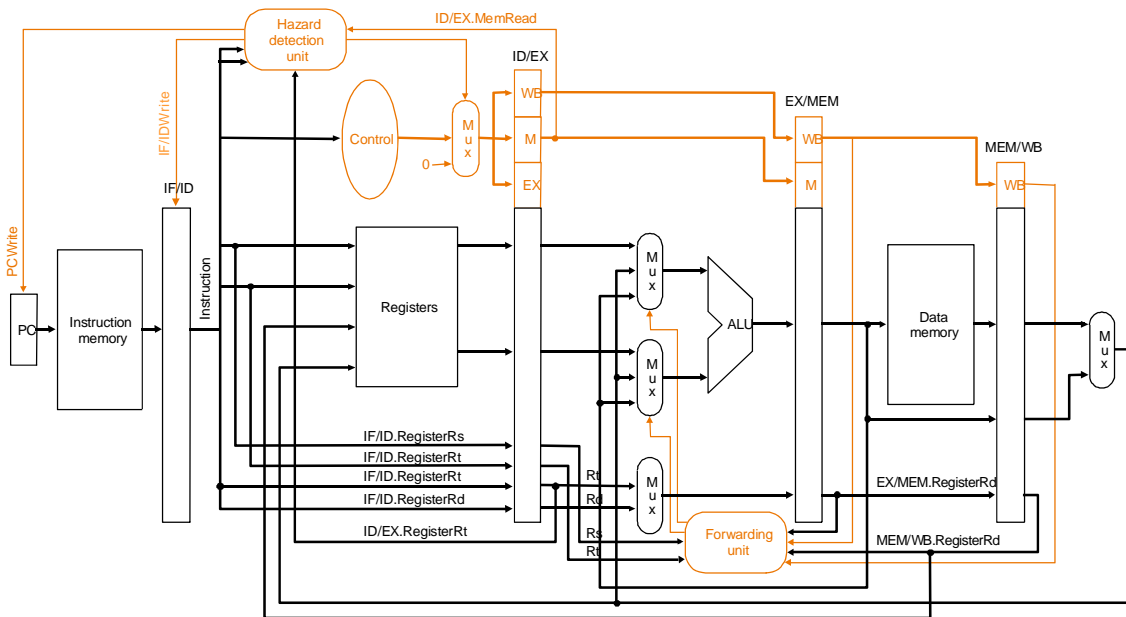 Hazard
detection
unit
ID/EX.MemRead
ID/EX
WB
M
EX
EX/MEM
WB
M
MEM/WB
WB
Control
M
u
x
0
IF/IDWrite
PCWrite
IF/ID
PC
Instruction
memory
Instruction
Registers
M
u
x
M
u
x
ALU
Data
memory
M
u
x
IF/ID.RegisterRs
IF/ID.RegisterRt
IF/ID.RegisterRt
IF/ID.RegisterRd
ID/EX.RegisterRt
Rt
Rd
Rs
Rt
M
u
x
Forwarding
unit
EX/MEM.RegisterRd
MEM/WB.RegisterRd